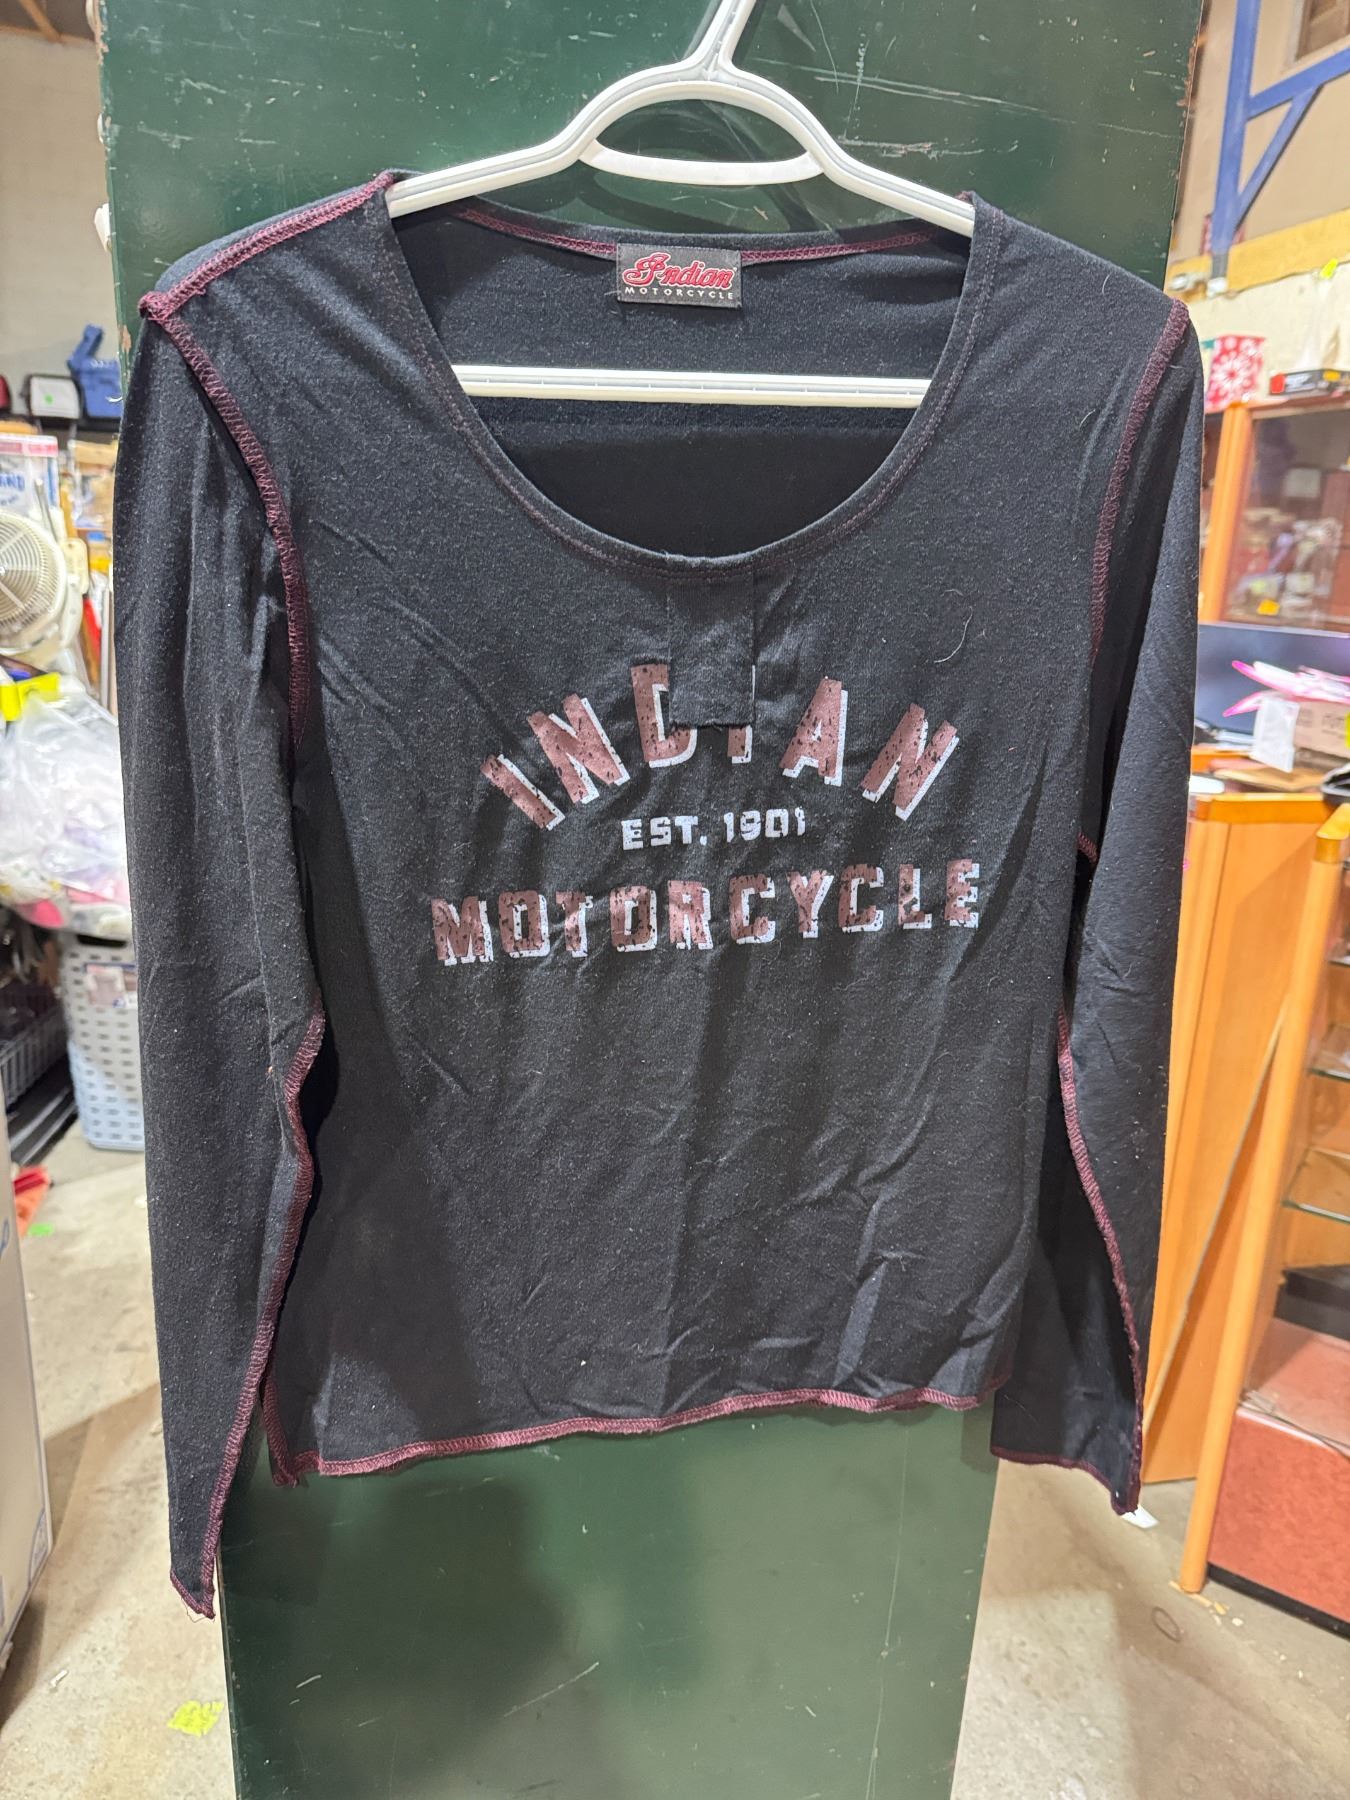 Indian
MOTORCYCLE
INDIAN
EST. 1901
MOTORCYCLE